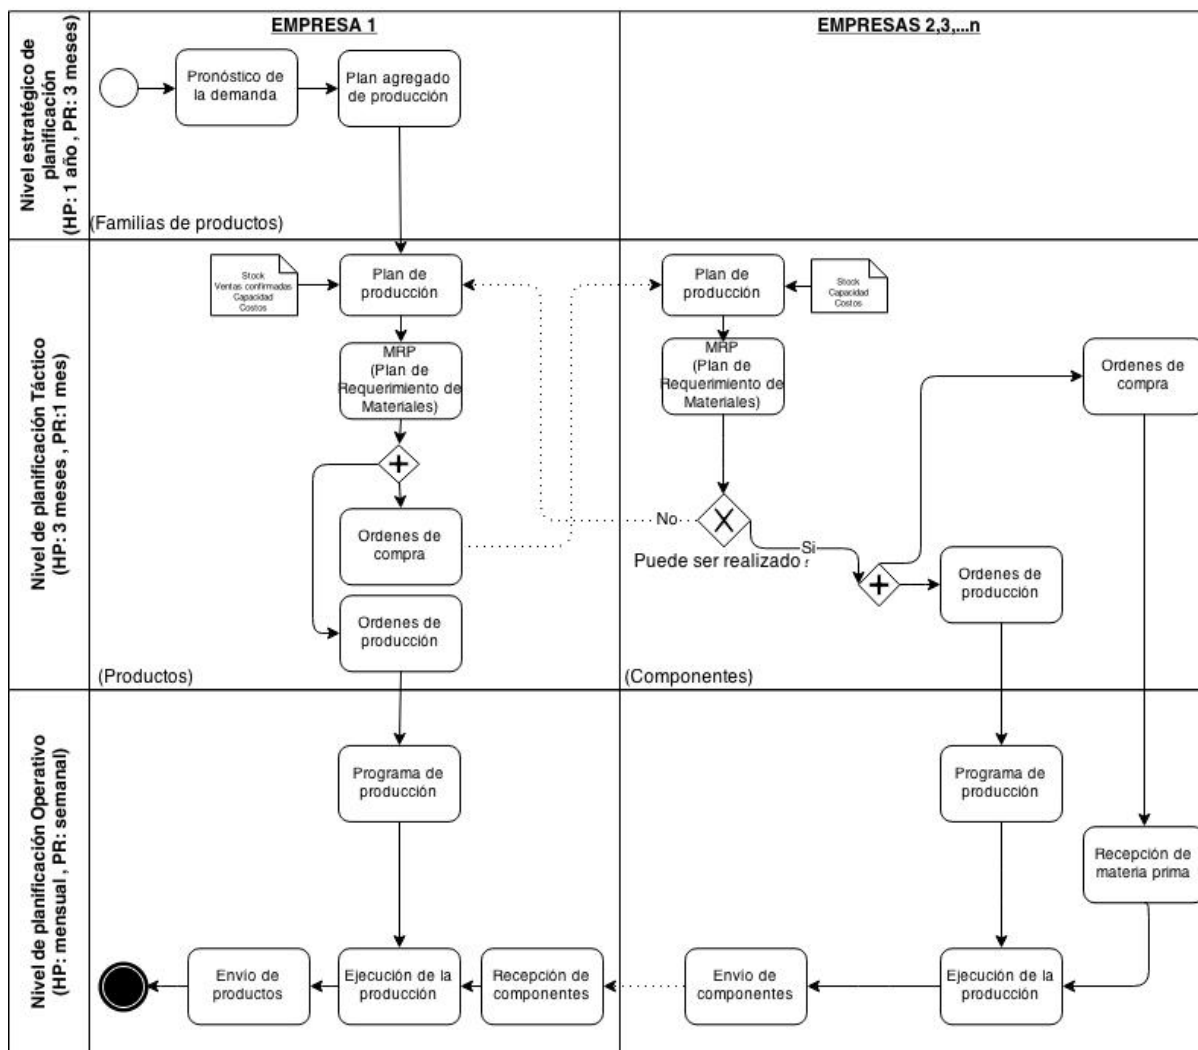 EMPRESA 1
EMPRESAS 2,3,...n
Nivel estratégico de
planificación
(HP: 1 año , PR: 3 meses)
Pronóstico de
la demanda
Plan agregado
de producción
(Familias de productos)
Nivel de planificación Táctico
(HP: 3 meses , PR:1 mes)
Stock
Ventas confirmadas
Capacidad
Costos
Plan de
producción
MRP
(Plan de
Requerimiento de
Materiales)
Ordenes de
compra
Ordenes de
producción
(Productos)
Plan de
producción
Stock
Capacidad
Costos
MRP
(Plan de
Requerimiento de
Materiales)
Ordenes de
compra
No
Si
Puede ser realizado ?
Ordenes de
producción
(Componentes)
Nivel de planificación Operativo
(HP: mensual , PR: semanal)
Programa de
producción
Envío de
productos
Ejecución de la
producción
Recepción de
componentes
Programa de
producción
Recepción de
materia prima
Envío de
componentes
Ejecución de la
producción